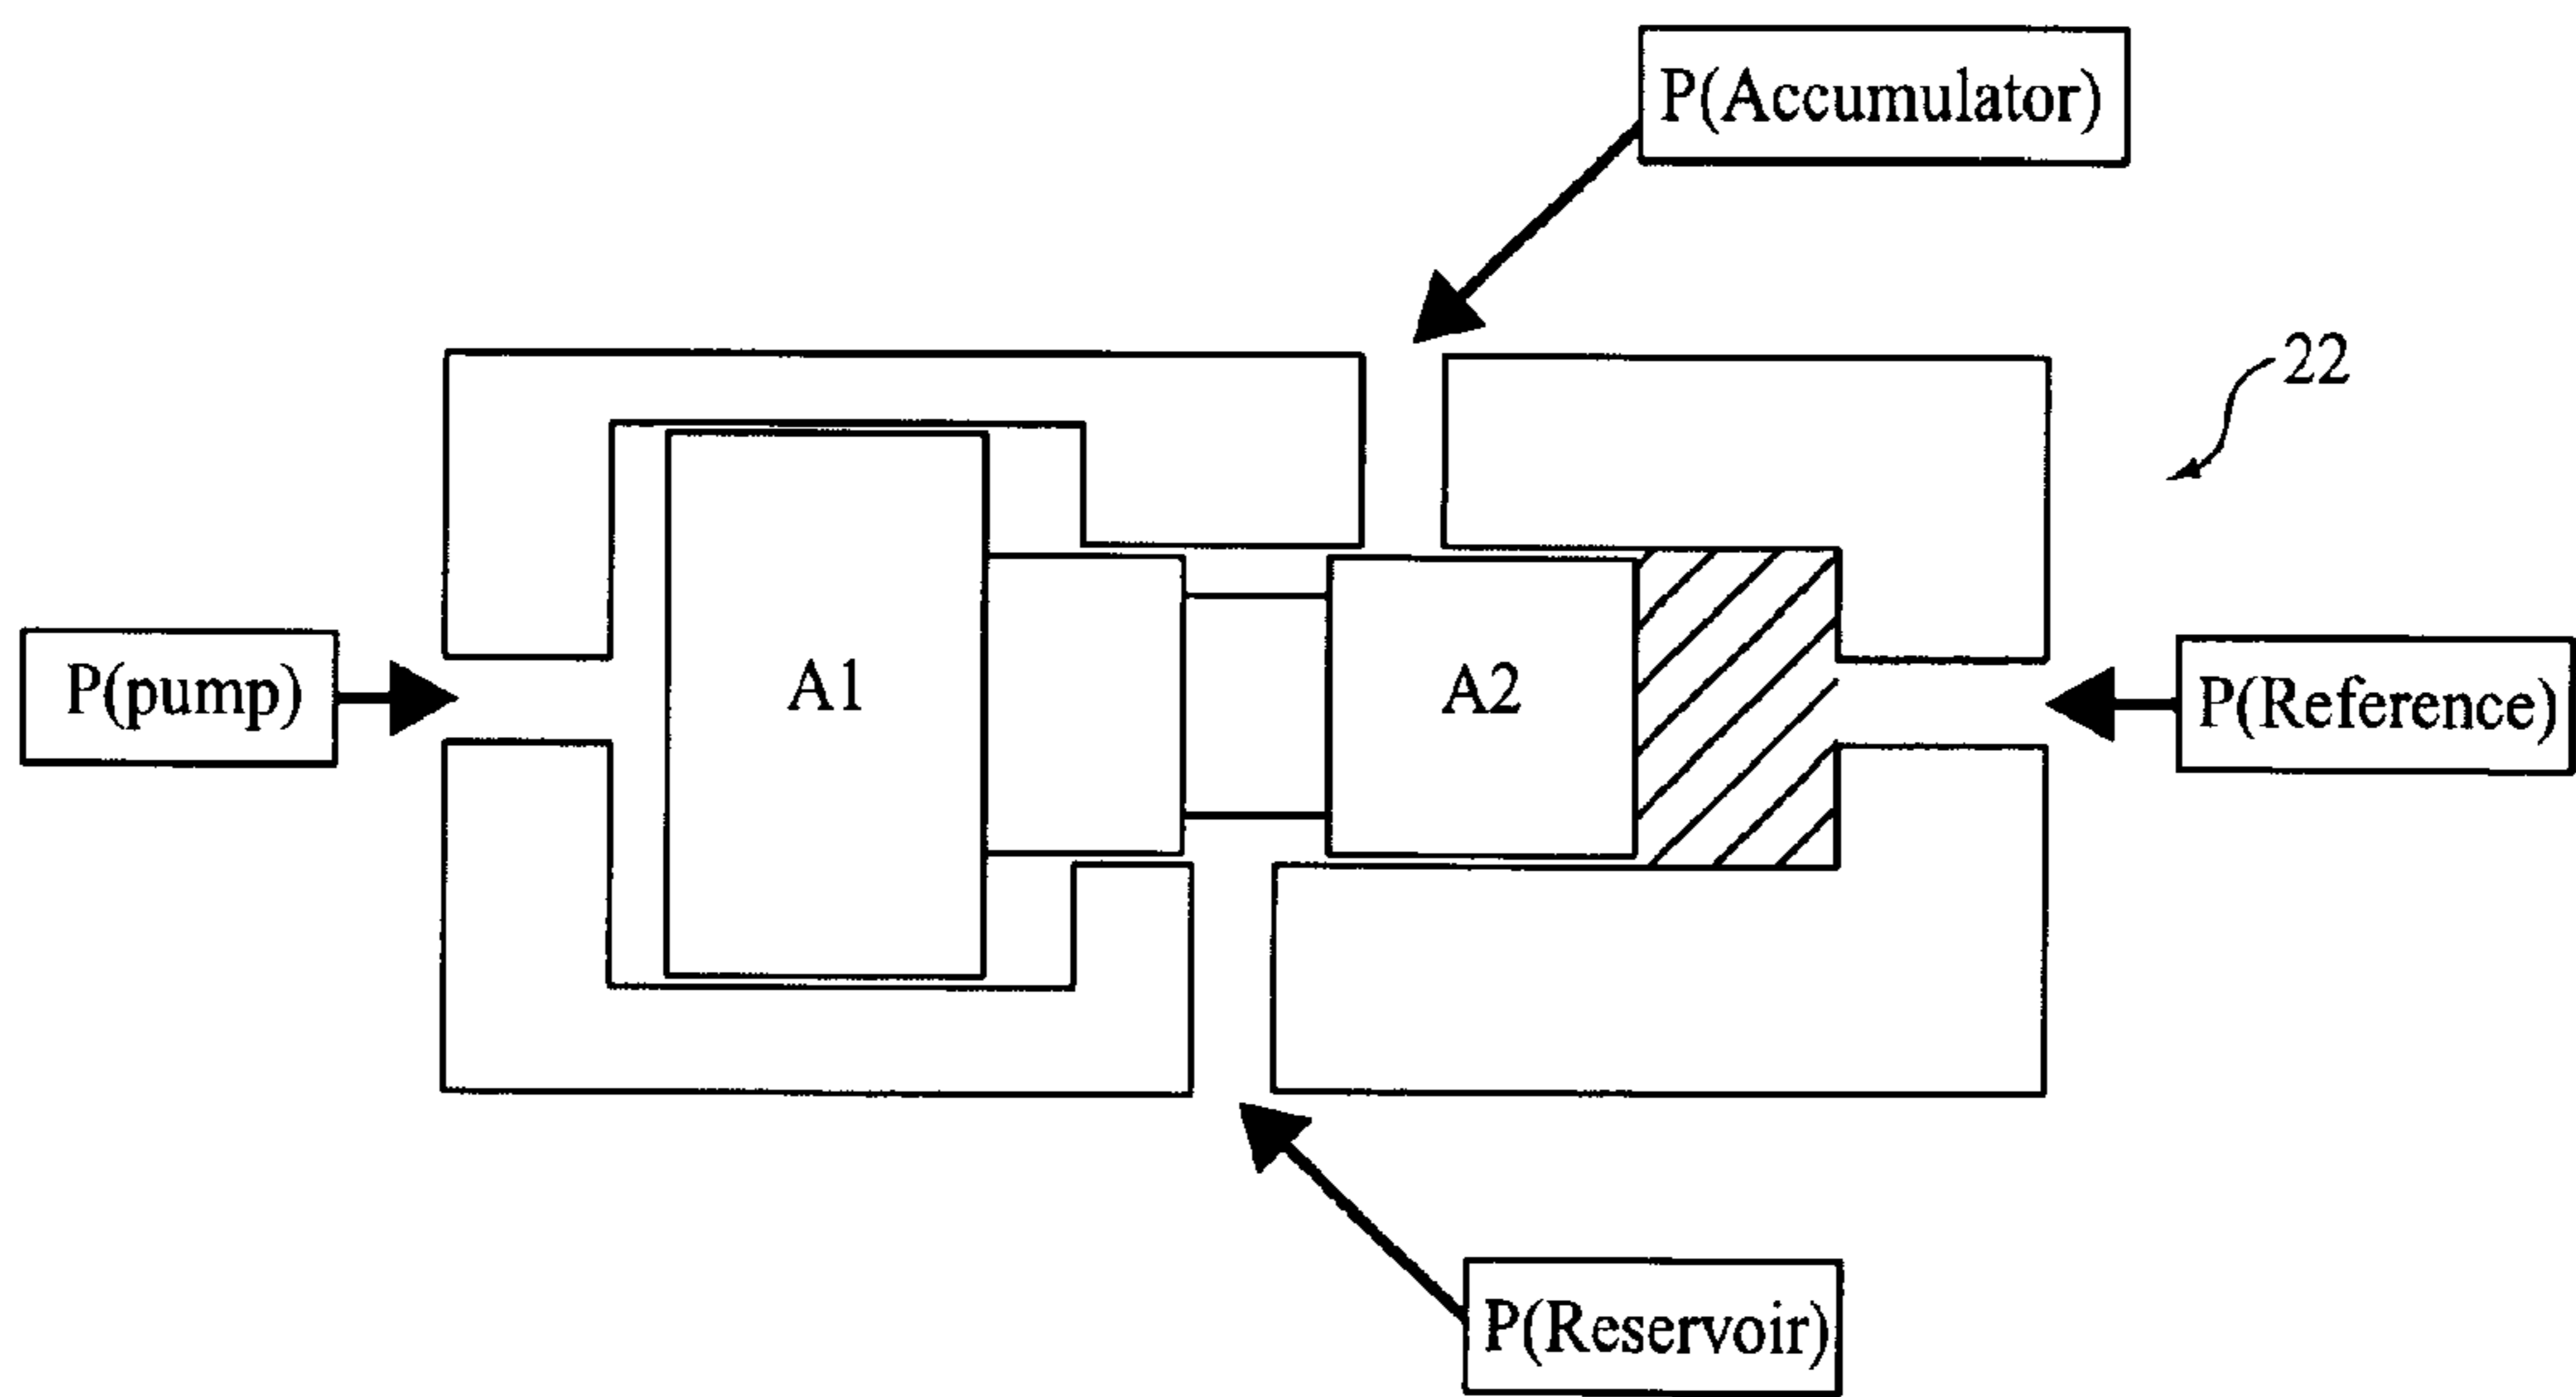 P(Accumulator)
22
P(pump)
A1
A2
P(Reference)
P(Reservoir)